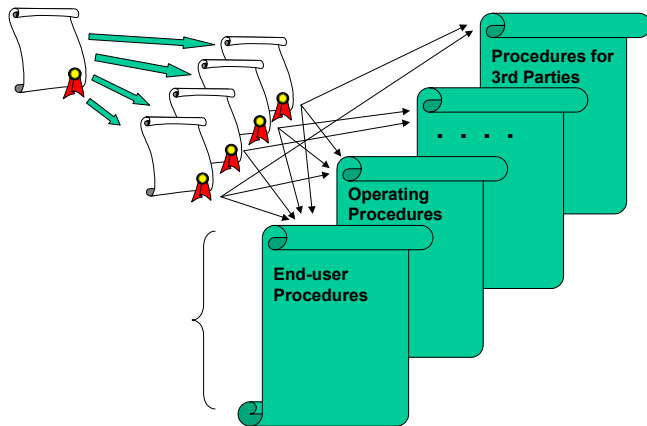 Procedures for
3rd Parties
. . . .
Operating
Procedures
End-user
Procedures